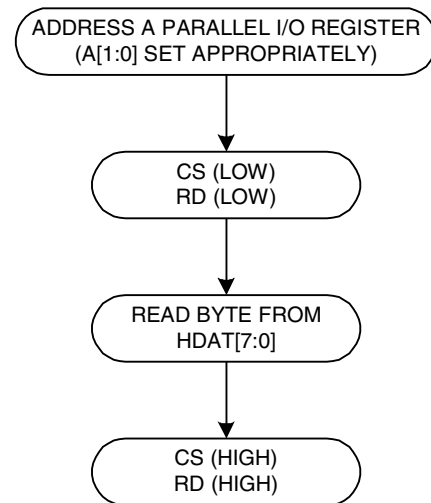 ADDRESS A PARALLEL I/O REGISTER
(A[1:0] SET APPROPRIATELY)
CS (LOW)
RD (LOW)
READ BYTE FROM
HDAT[7:0]
CS (HIGH)
RD (HIGH)